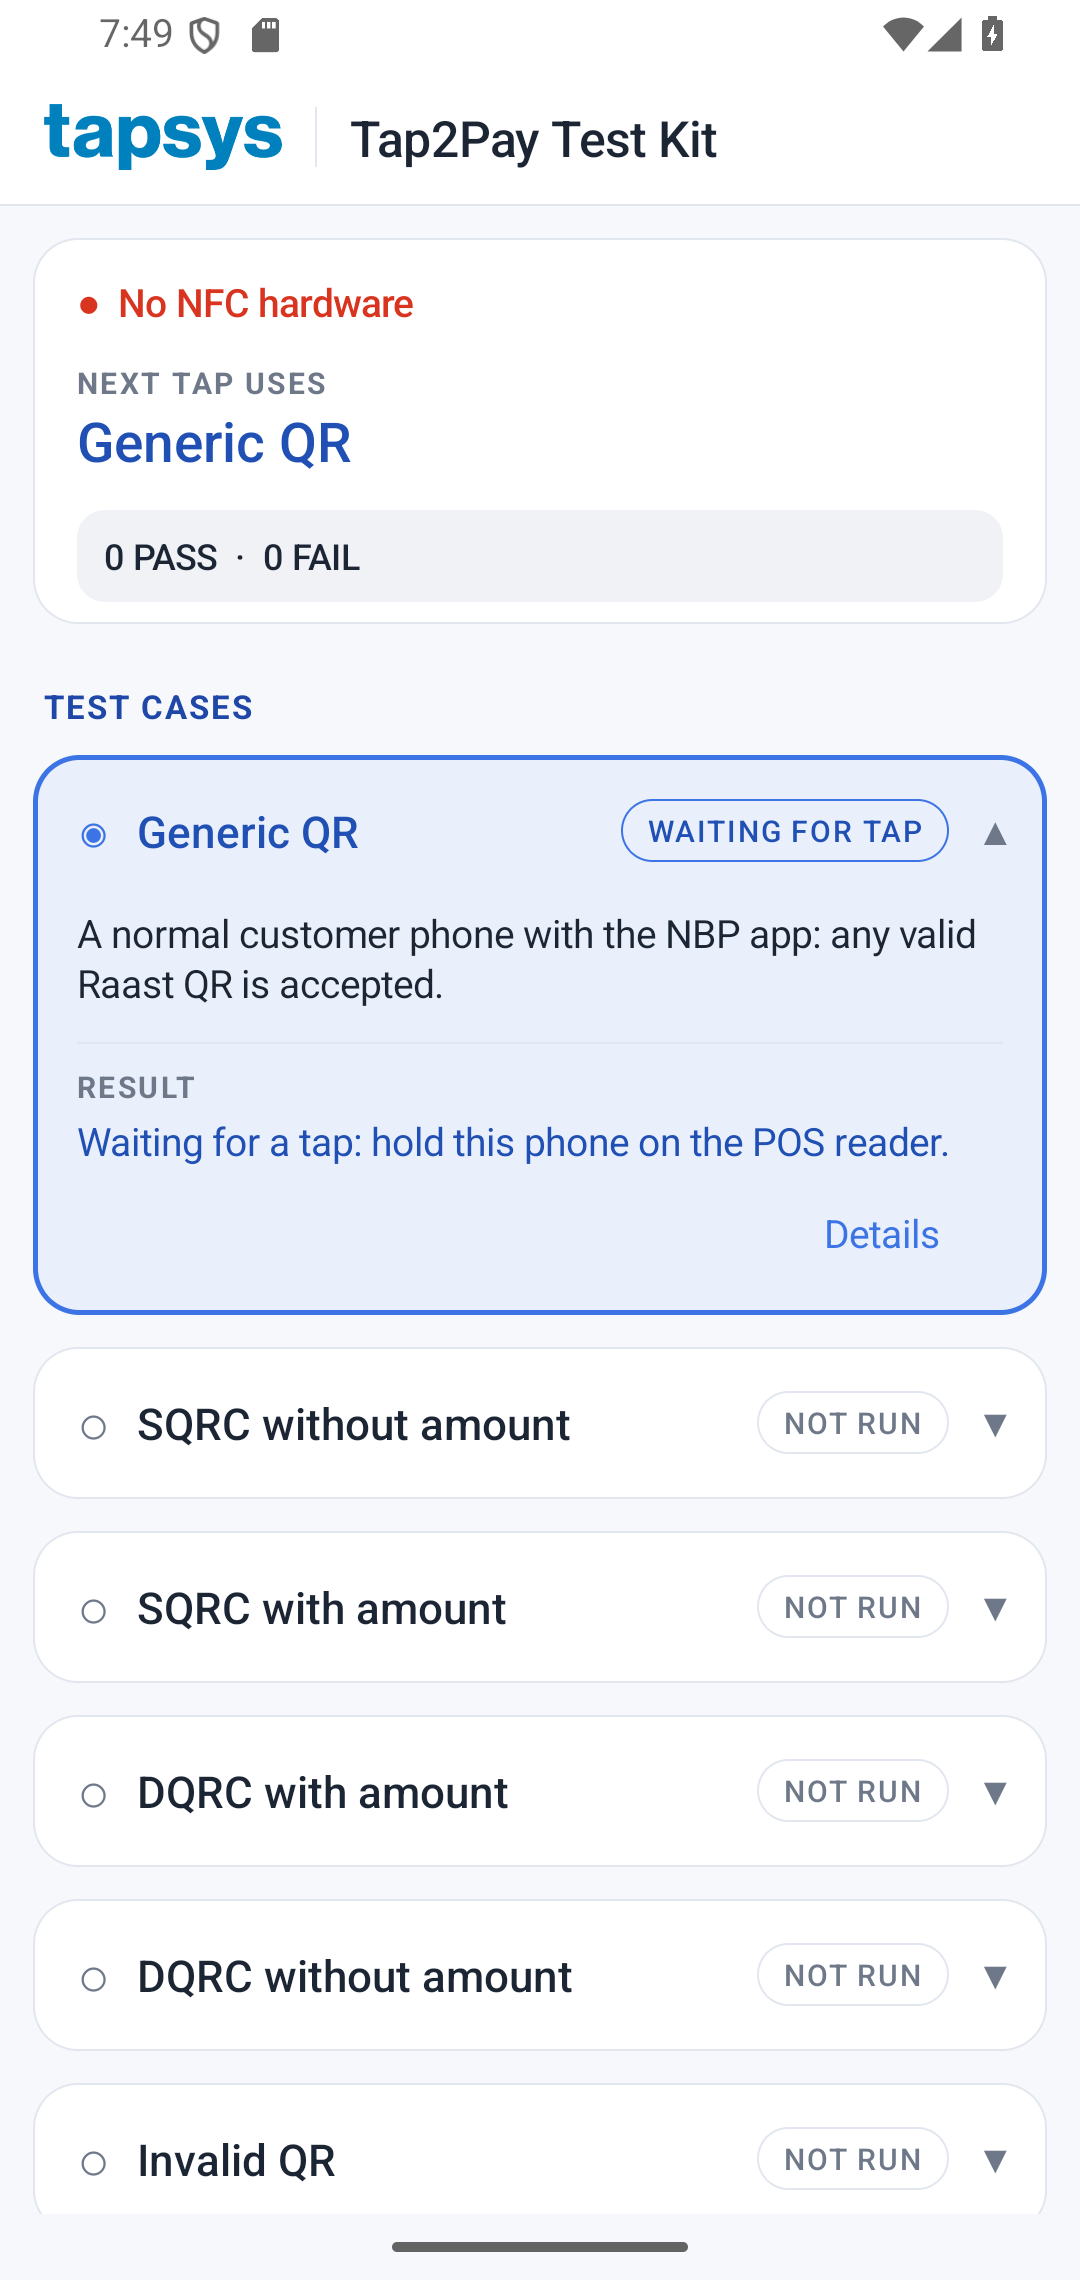 7:49
tapsys
Tap2Pay Test Kit
No NFC hardware
NEXT TAP USES
Generic QR
0 PASS · 0 FAIL
TEST CASES
Generic QR
WAITING FOR TAP
A normal customer phone with the NBP app: any valid
Raast QR is accepted.
RESULT
Waiting for a tap: hold this phone on the POS reader.
Details
SQRC without amount
NOT RUN
SQRC with amount
NOT RUN
DQRC with amount
NOT RUN
DQRC without amount
NOT RUN
Invalid QR
NOT RUN